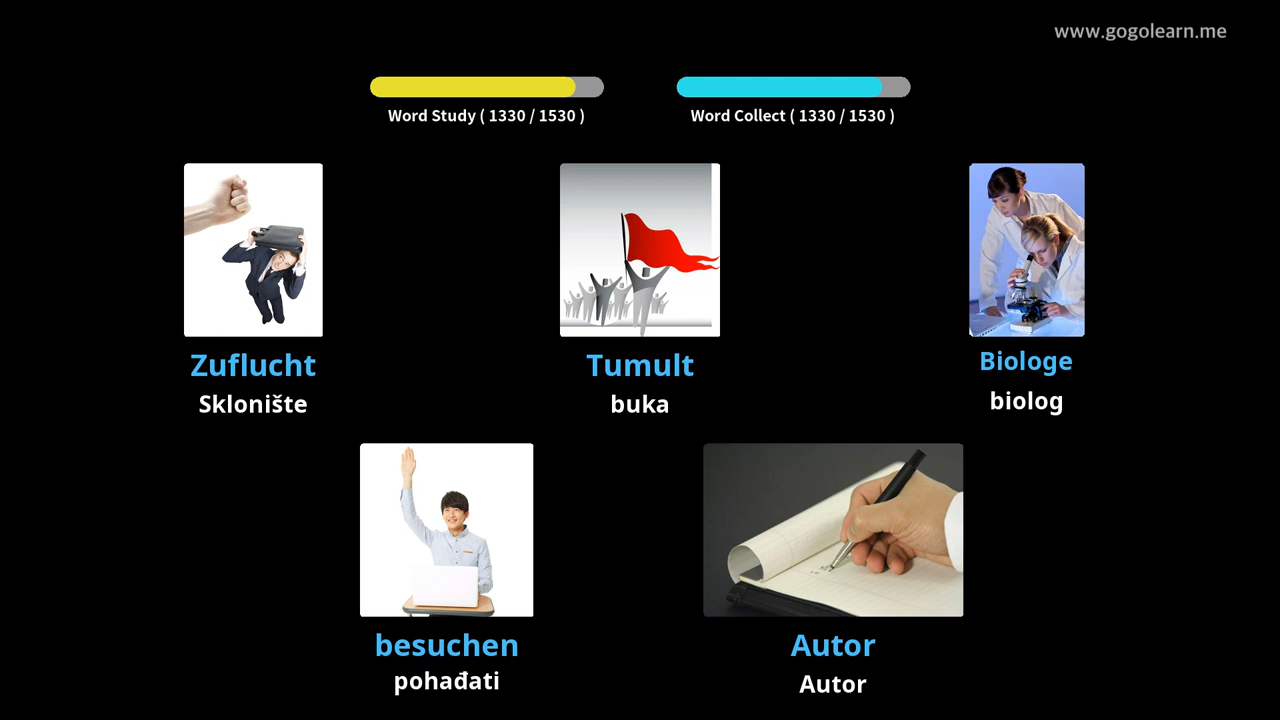 www.gogolearn.me
Word Study ( 1330 / 1530 )
Word Collect ( 1330 / 1530 )
Zuflucht
Sklonište
Tumult
buka
Biologe
biolog
besuchen
pohađati
Autor
Autor